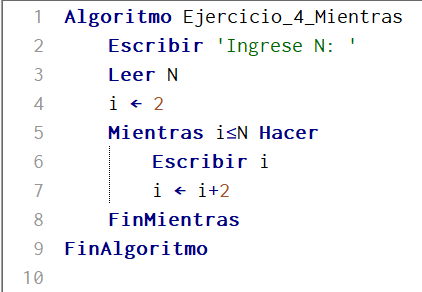 1 Algoritmo Ejercicio_4_Mientras
2 Escribir 'Ingrese N: '
3 Leer N
4 i ← 2
5 Mientras i≤N Hacer
6 Escribir i
7 i ← i+2
8 FinMientras
9 FinAlgoritmo
10